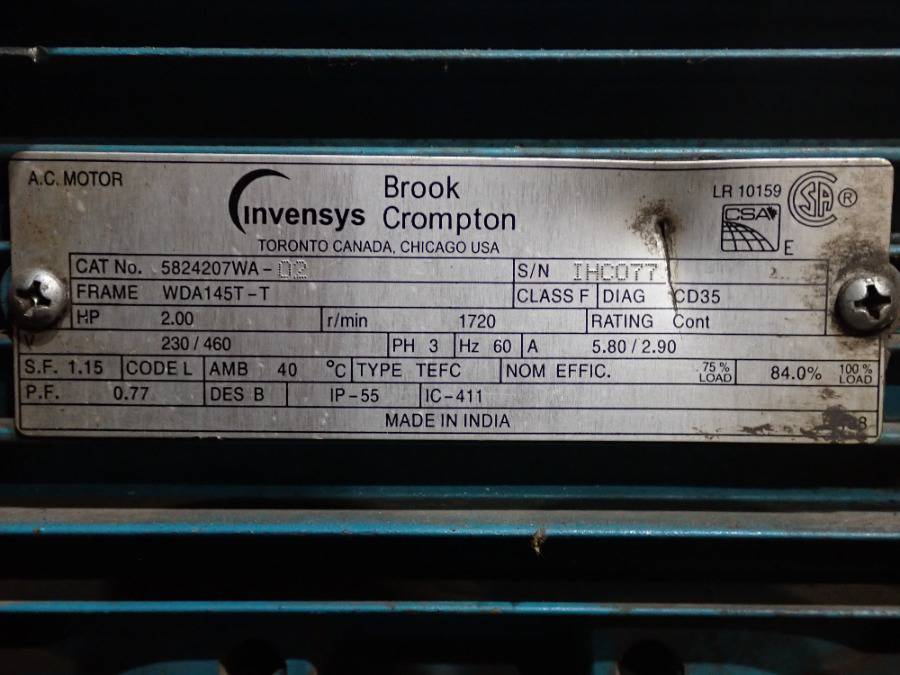 A.C. MOTOR
invensys Brook Crompton
LR 10159 CSA ®
CSA E
TORONTO CANADA, CHICAGO USA
CAT No. 5824207WA-02 S/N IHC077
FRAME WDA145T-T CLASS F DIAG CD35
HP 2.00 r/min 1720 RATING Cont
V 230/460 PH 3 Hz 60 A 5.80/2.90
S.F. 1.15 CODE L AMB 40 °C TYPE TEFC NOM EFFIC. 75% LOAD 84.0% 100% LOAD
P.F. 0.77 DES B IP-55 IC-411
MADE IN INDIA